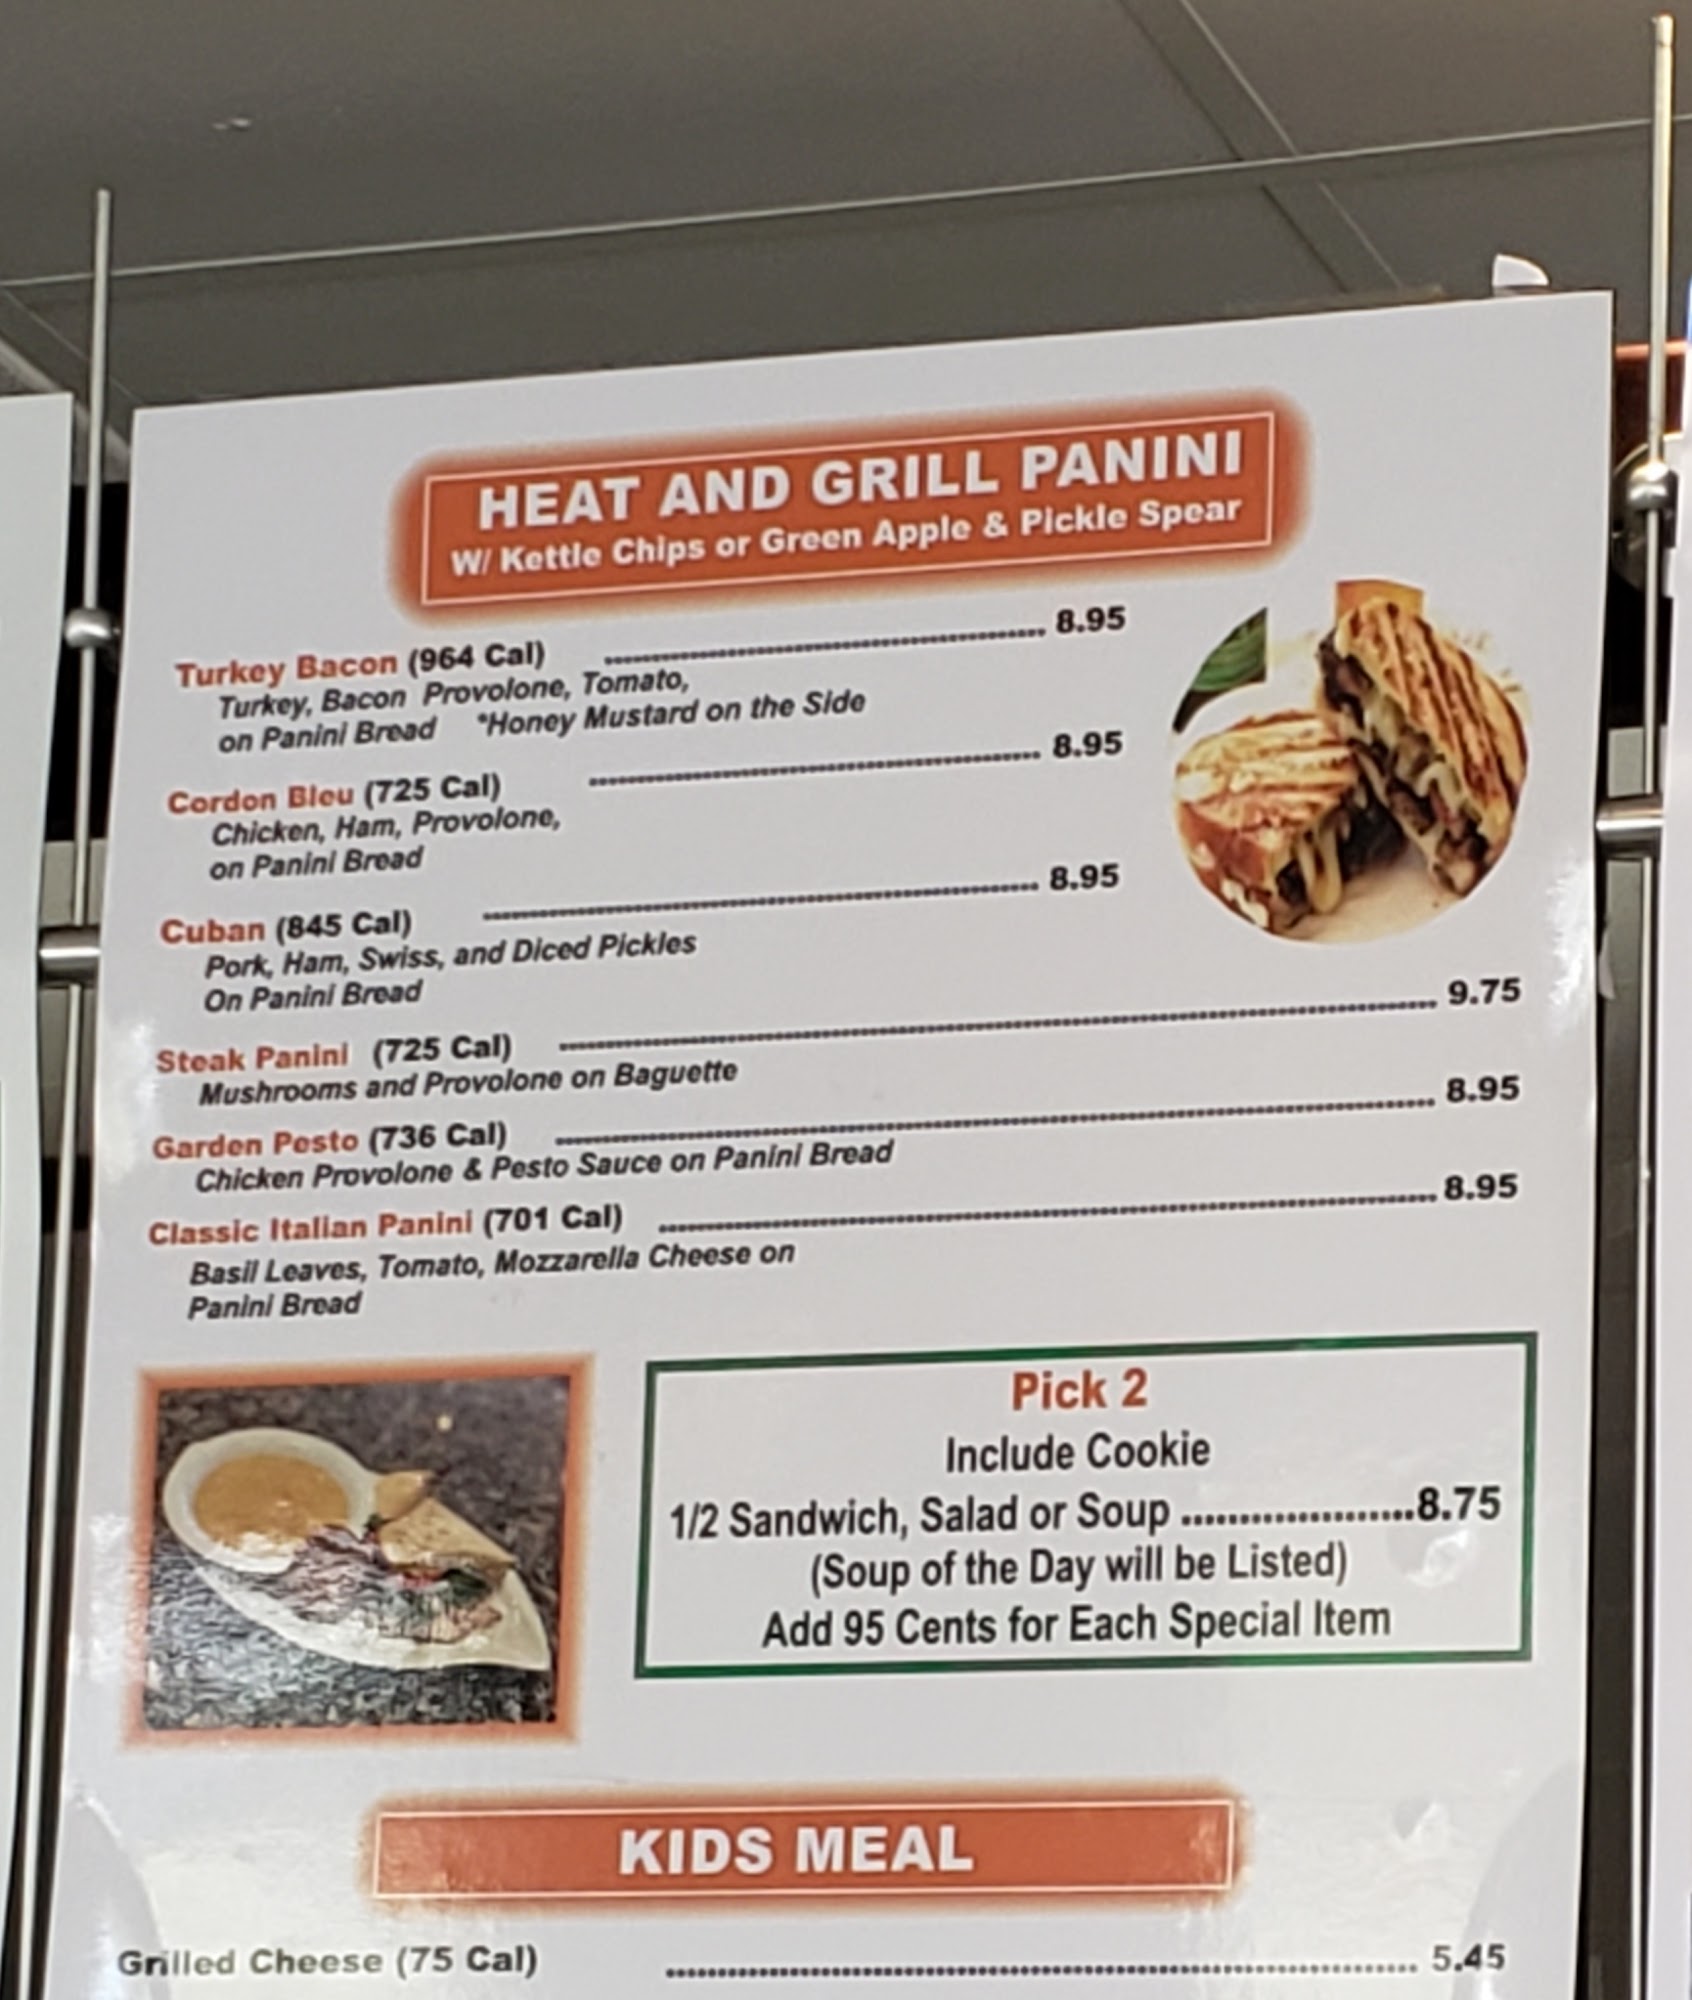 HEAT AND GRILL PANINI
W/ Kettle Chips or Green Apple & Pickle Spear
Turkey Bacon (964 Cal) ........................................ 8.95
Turkey, Bacon Provolone, Tomato,
on Panini Bread *Honey Mustard on the Side
Cordon Bleu (725 Cal) ........................................ 8.95
Chicken, Ham, Provolone,
on Panini Bread
Cuban (845 Cal) ........................................ 8.95
Pork, Ham, Swiss, and Diced Pickles
On Panini Bread
Steak Panini (725 Cal) ........................................ 9.75
Mushrooms and Provolone on Baguette
Garden Pesto (736 Cal) ........................................ 8.95
Chicken Provolone & Pesto Sauce on Panini Bread
Classic Italian Panini (701 Cal) ........................................ 8.95
Basil Leaves, Tomato, Mozzarella Cheese on
Panini Bread
Pick 2
Include Cookie
1/2 Sandwich, Salad or Soup ....................8.75
(Soup of the Day will be Listed)
Add 95 Cents for Each Special Item
KIDS MEAL
Grilled Cheese (75 Cal) ........................................ 5.45